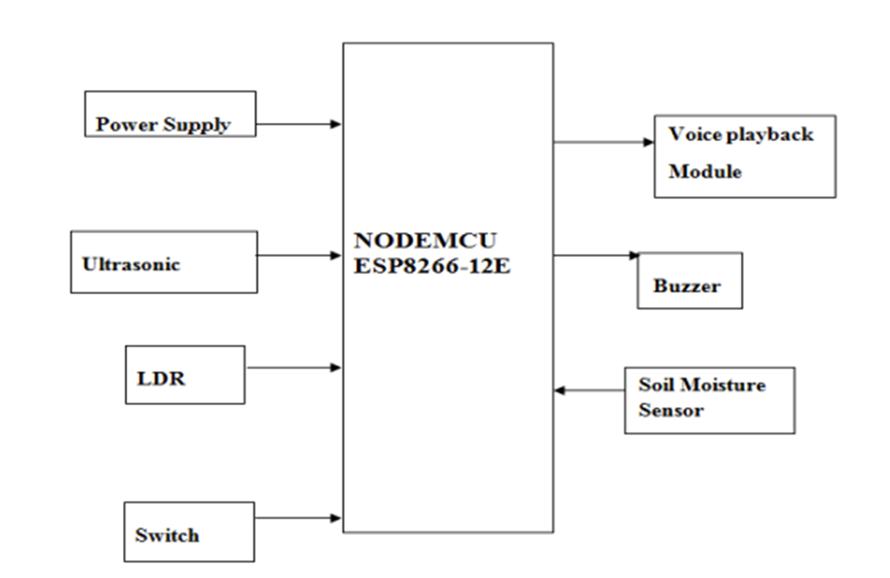 Power Supply
Ultrasonic
LDR
Switch
NODEMCU
ESP8266-12E
Voice playback
Module
Buzzer
Soil Moisture
Sensor